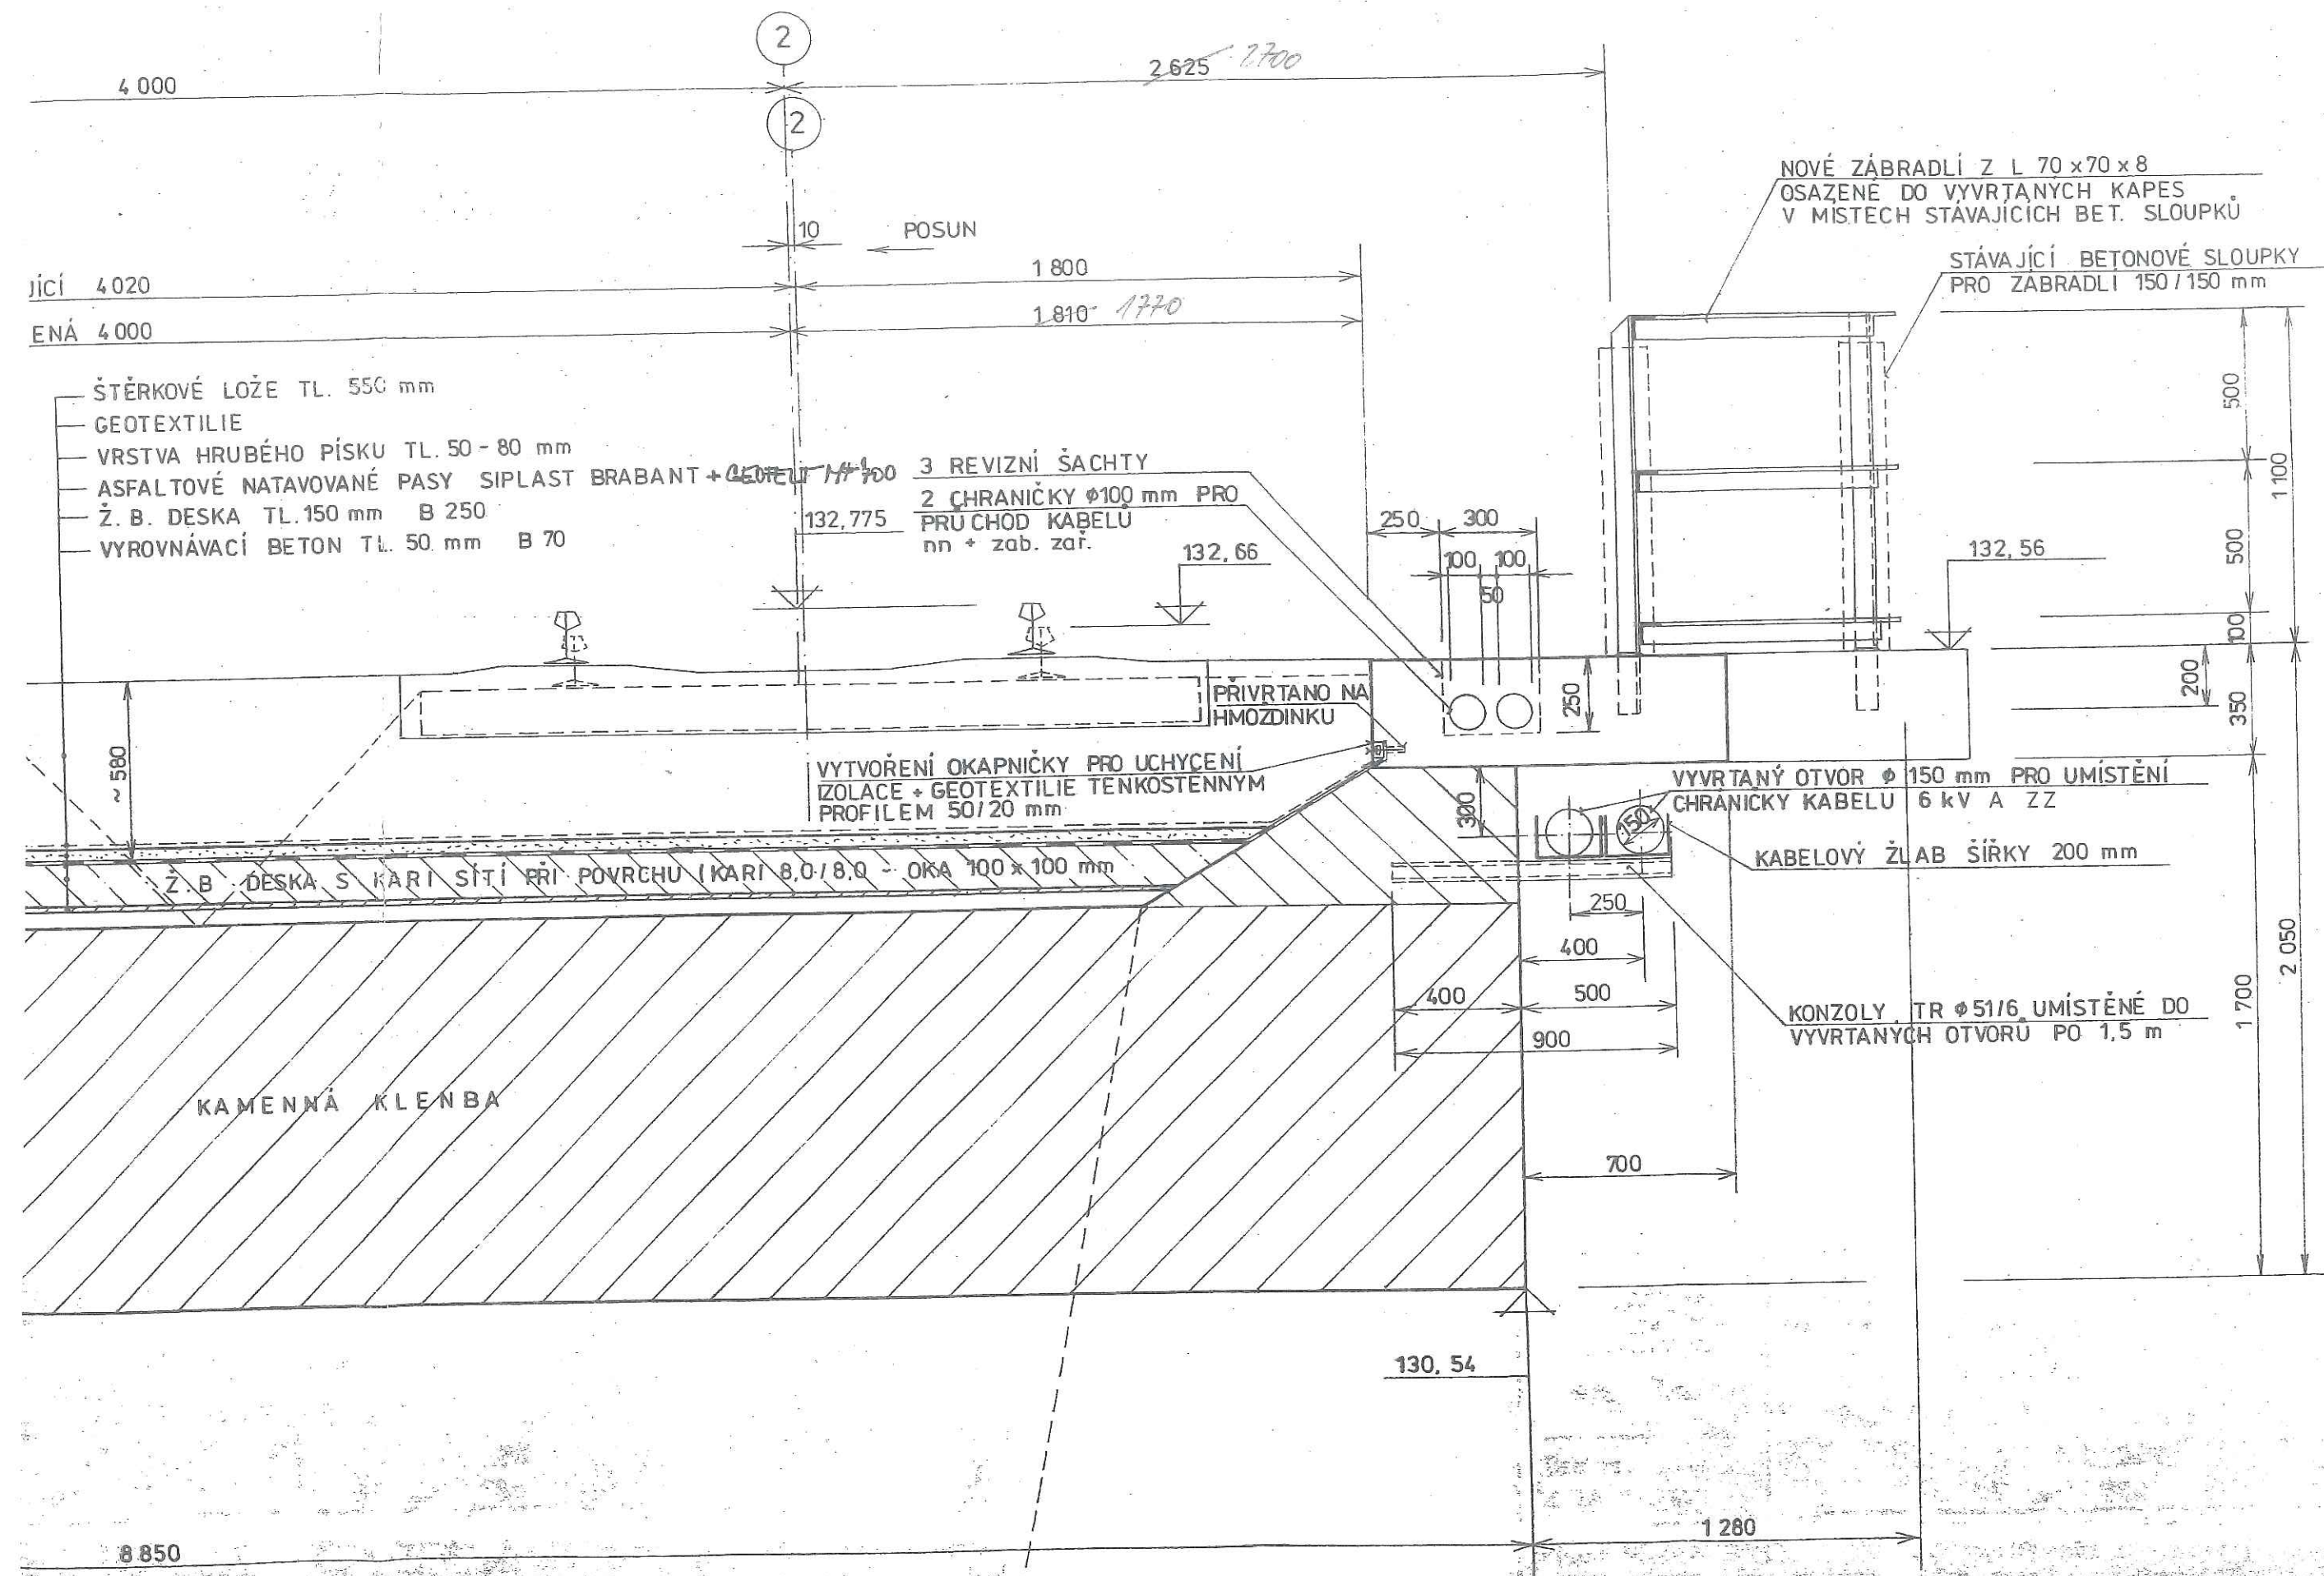 2
2625 2700
4 000
2
NOVÉ ZÁBRADLÍ Z L 70 x 70 x 8
OSAZENÉ DO VYVRTANÝCH KAPES
V MÍSTECH STÁVAJÍCÍCH BET. SLOUPKŮ
10 POSUN
STÁVAJÍCÍ BETONOVÉ SLOUPKY
PRO ZÁBRADLÍ 150 / 150 mm
JÍCÍ 4020
1 800
ENÁ 4 000
1 810 1770
ŠTĚRKOVÉ LOŽE TL. 550 mm
GEOTEXTILIE
VRSTVA HRUBÉHO PÍSKU TL. 50 - 80 mm
ASFALTOVÉ NATAVOVANÉ PASY SIPLAST BRABANT +
Ž. B. DESKA TL. 150 mm B 250
VYROVNÁVACÍ BETON TL. 50 mm B 70
3 REVIZNÍ ŠACHTY
2 CHRANIČKY ϕ100 mm PRO
PRŮCHOD KABELŮ
nn + zab. zař.
132,775
132,66
250 300
100 100
50
132,56
500
500
100
1 100
200
350
250
PŘIVRTANO NA
HMOŽDINKU
~ 580
VYTVOŘENÍ OKAPNIČKY PRO UCHYCENÍ
IZOLACE + GEOTEXTILIE TENKOSTĚNNÝM
PROFILEM 50/20 mm
300
150
VYVRTANÝ OTVOR ϕ 150 mm PRO UMÍSTĚNÍ
CHRÁNIČKY KABELU 6 kV A ZZ
KABELOVÝ ŽLAB ŠÍŘKY 200 mm
Ž. B. DESKA S KARI SÍTÍ PŘI POVRCHU (KARI 8,0/8,0 - OKA 100 x 100 mm
250
400
400 500
900
KONZOLY TR ϕ 51/6 UMÍSTĚNÉ DO
VYVRTANÝCH OTVORŮ PO 1,5 m
1 700
2 050
KAMENNÁ KLENBA
700
130, 54
1 280
8 850